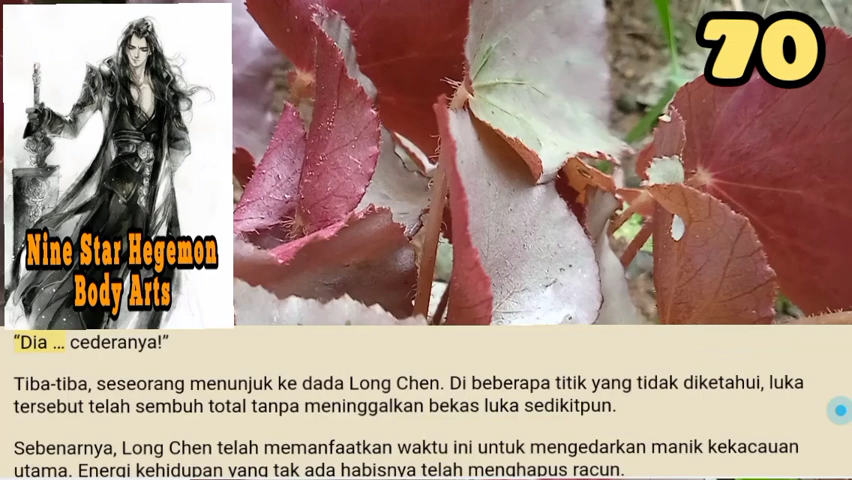 70
Nine Star Hegemon
Body Arts
“Dia ... cederanya!”
Tiba-tiba, seseorang menunjuk ke dada Long Chen. Di beberapa titik yang tidak diketahui, luka
tersebut telah sembuh total tanpa meninggalkan bekas luka sedikitpun.
Sebenarnya, Long Chen telah memanfaatkan waktu ini untuk mengedarkan manik kekacauan
utama. Energi kehidupan yang tak ada habisnya telah menghapus racun.